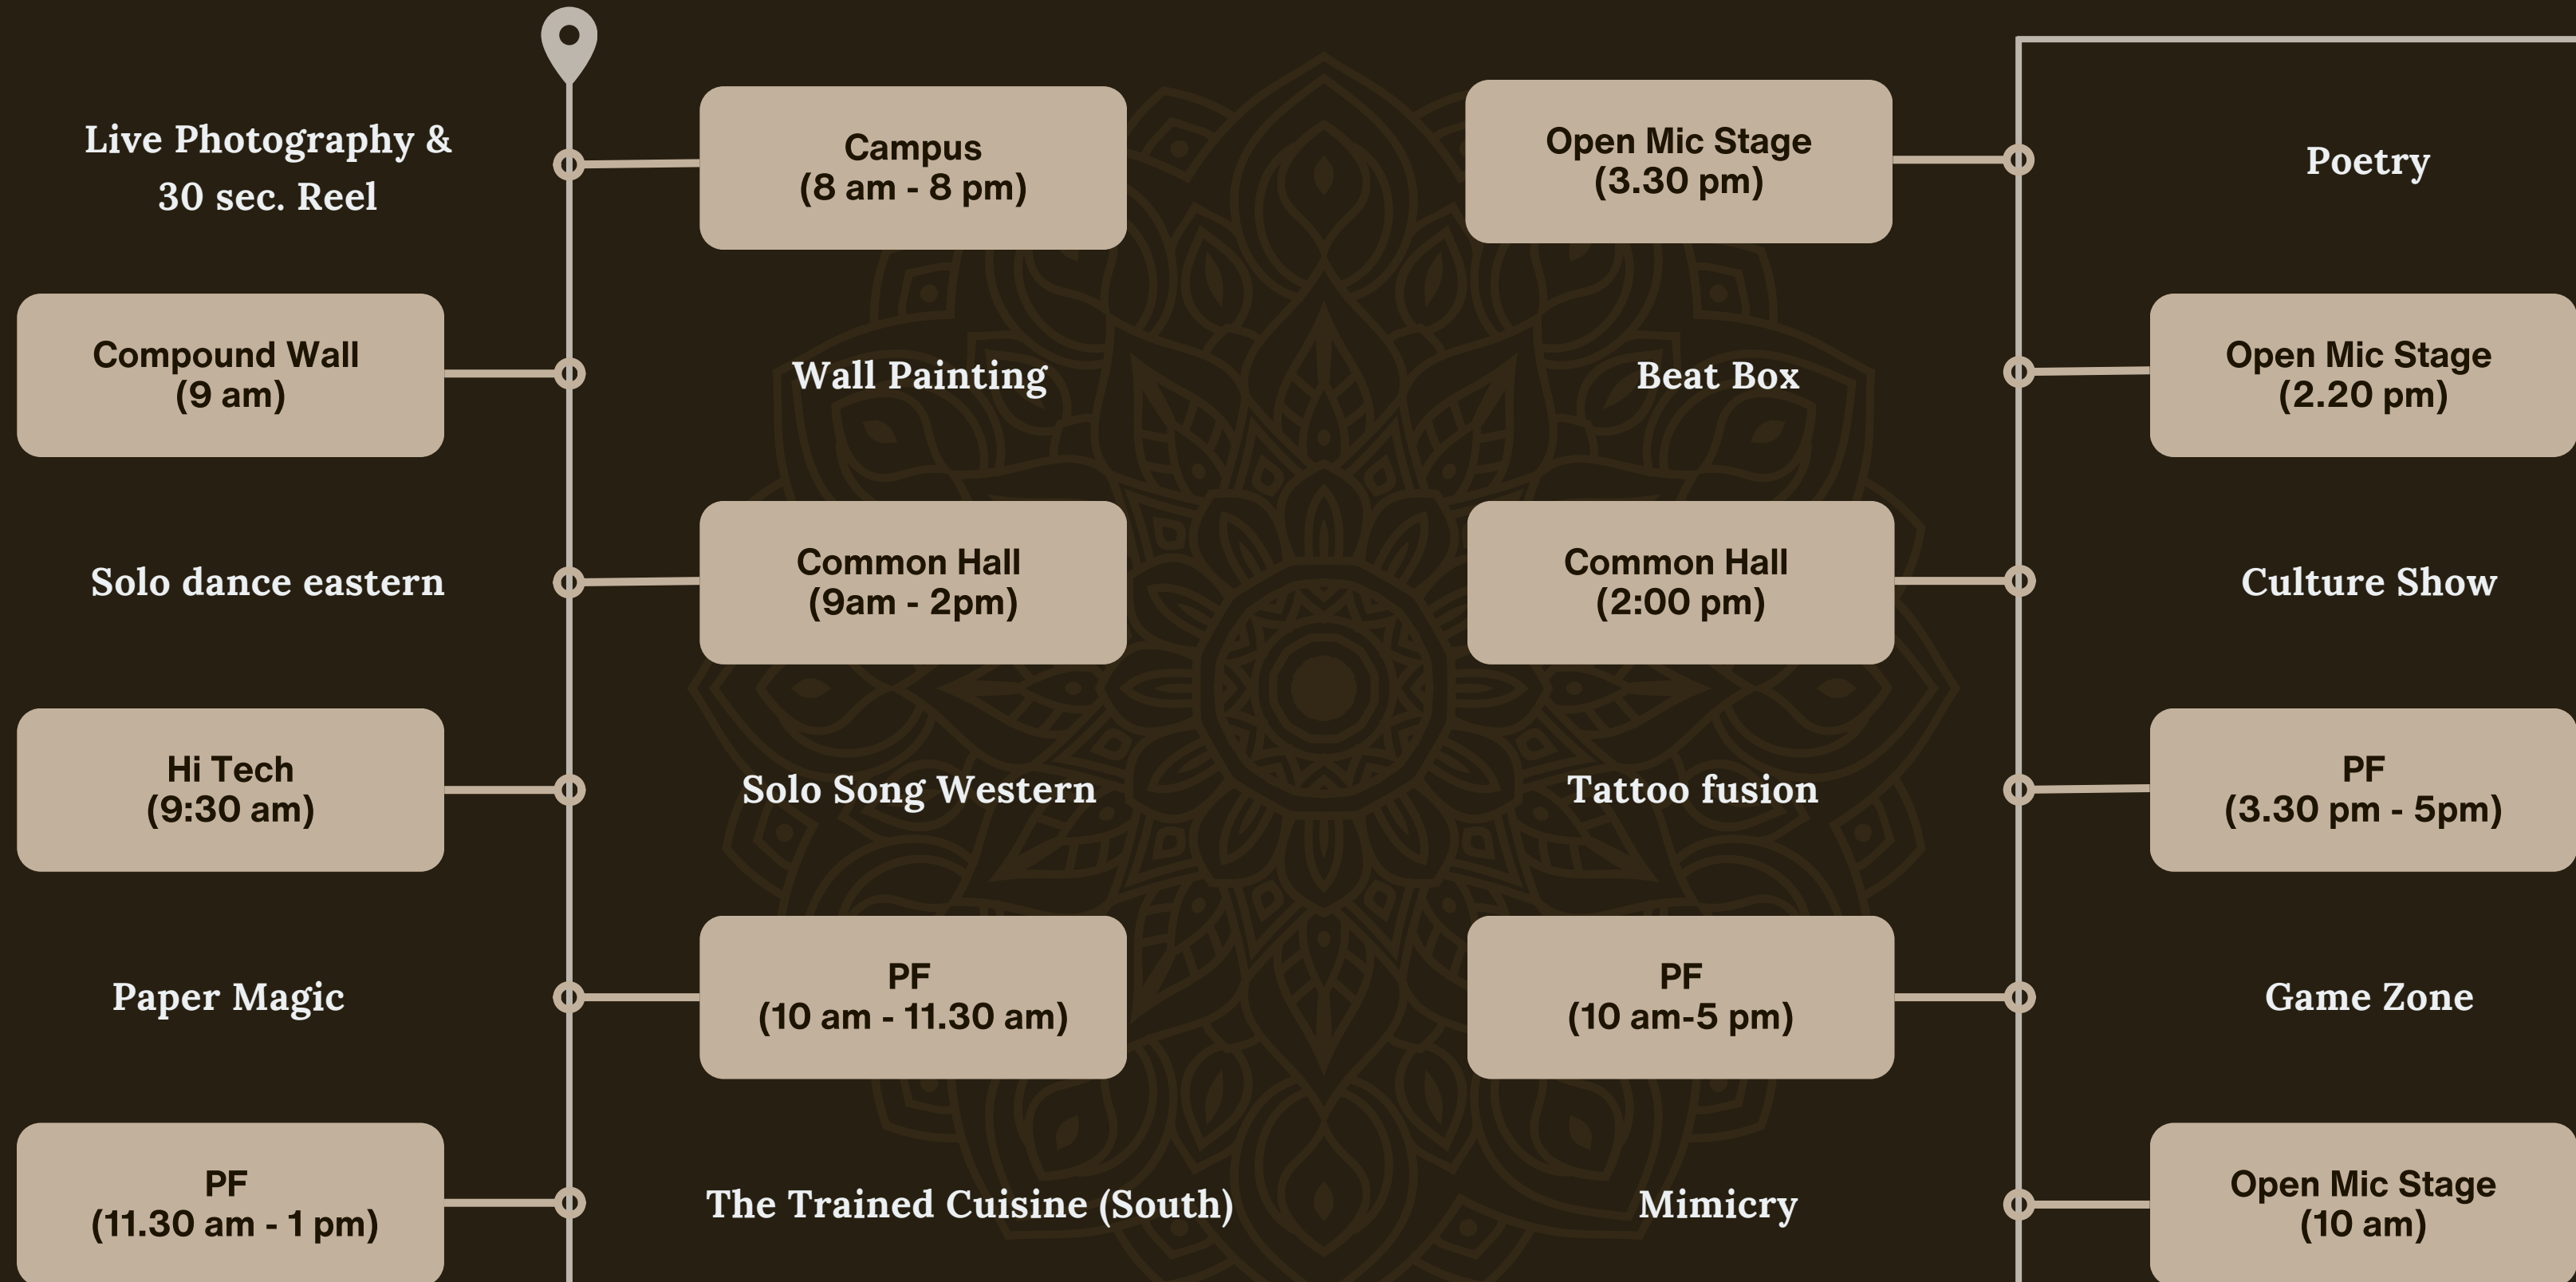 Live Photography &
30 sec. Reel
Campus
(8 am - 8 pm)
Compound Wall
(9 am)
Wall Painting
Solo dance eastern
Common Hall
(9am - 2pm)
Hi Tech
(9:30 am)
Solo Song Western
Paper Magic
PF
(10 am - 11.30 am)
PF
(11.30 am - 1 pm)
The Trained Cuisine (South)
Open Mic Stage
(3.30 pm)
Poetry
Beat Box
Open Mic Stage
(2.20 pm)
Common Hall
(2:00 pm)
Culture Show
Tattoo fusion
PF
(3.30 pm - 5pm)
PF
(10 am-5 pm)
Game Zone
Mimicry
Open Mic Stage
(10 am)